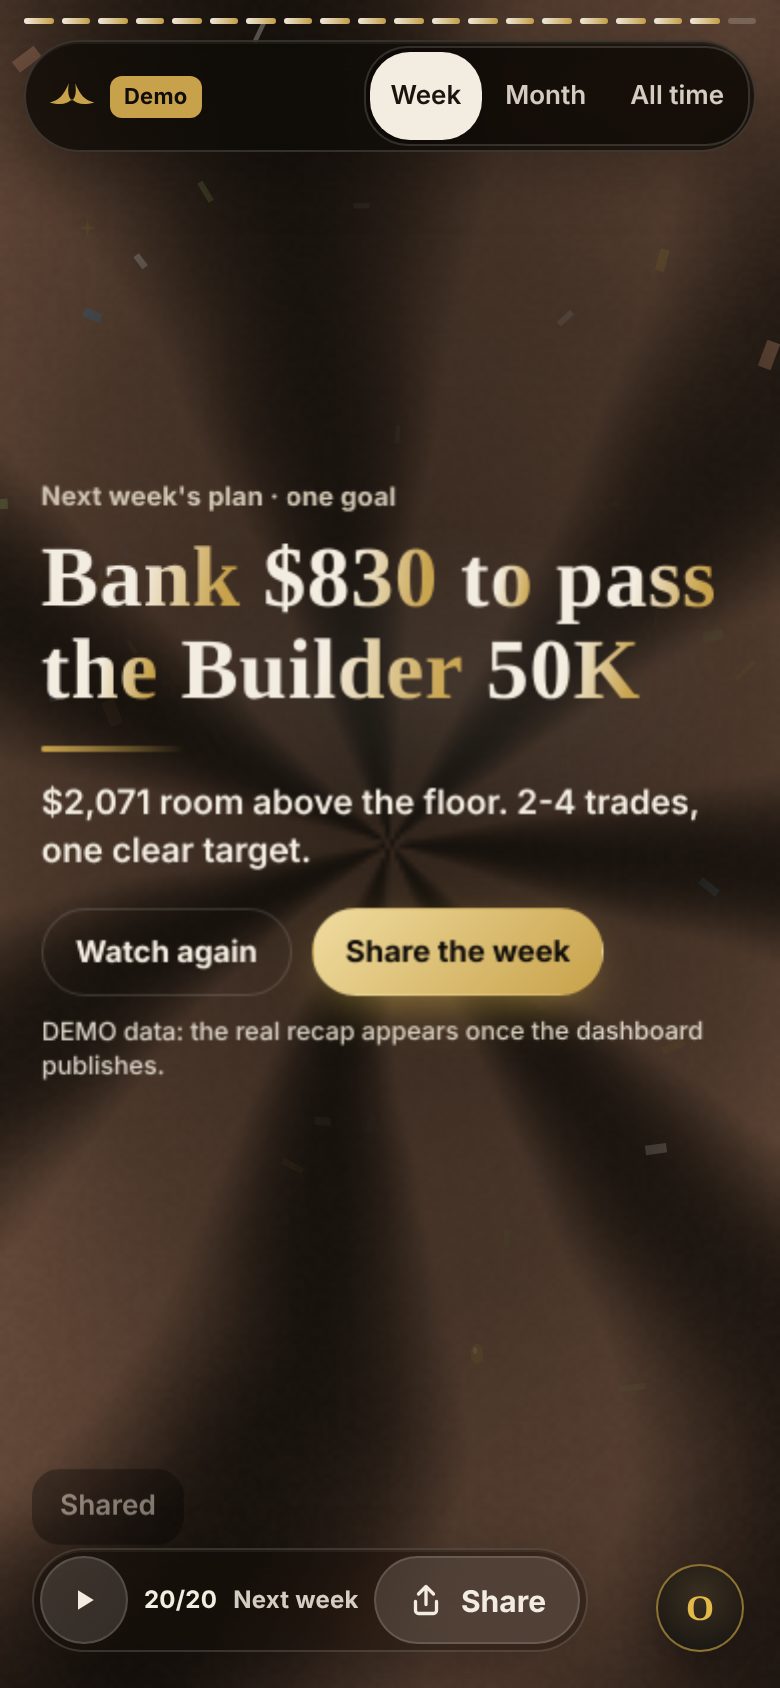 Demo
Week
Month
All time
Next week's plan · one goal
Bank $830 to pass
the Builder 50K
$2,071 room above the floor. 2-4 trades,
one clear target.
Watch again
Share the week
DEMO data: the real recap appears once the dashboard
publishes.
Shared
20/20 Next week
Share
O